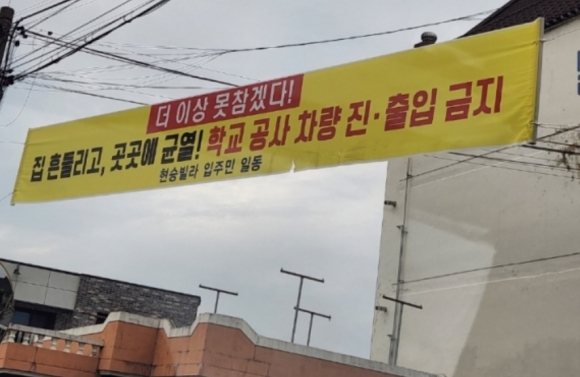 더 이상 못참겠다!
집 흔들리고, 곳곳에 균열! 학교 공사 차량 진·출입 금지
현승빌라 입주민 일동